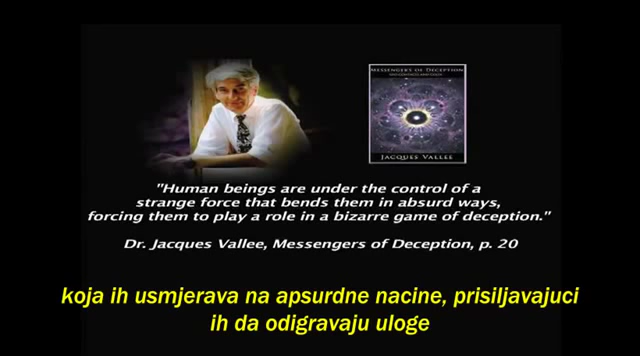 MESSENGERS OF DECEPTION
JACQUES VALLEE
"Human beings are under the control of a
strange force that bends them in absurd ways,
forcing them to play a role in a bizarre game of deception."
Dr. Jacques Vallee, Messengers of Deception, p. 20
koja ih usmjerava na apsurdne nacine, prisiljavajuci
ih da odigravaju uloge